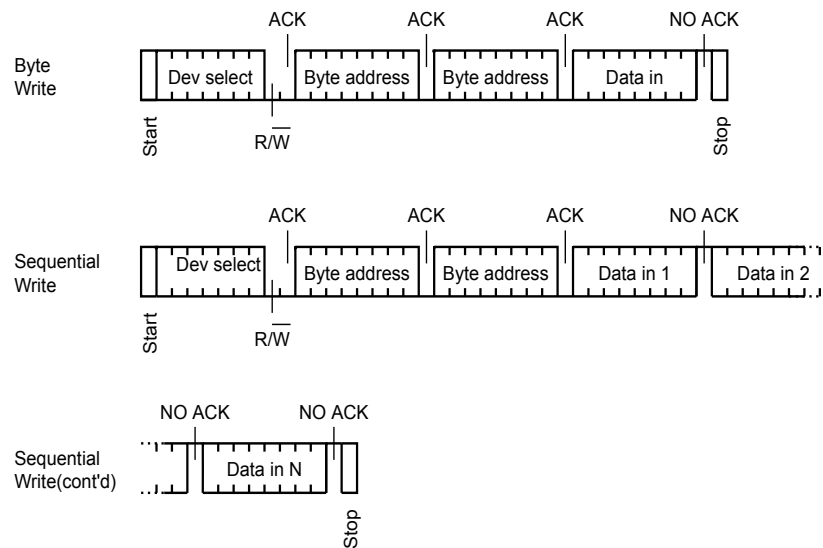 ACK ACK ACK NO ACK
Byte
Write
Dev select Byte address Byte address Data in
Start
R/W
Stop
ACK ACK ACK NO ACK
Sequential
Write
Dev select Byte address Byte address Data in 1 Data in 2
Start
R/W
NO ACK NO ACK
Sequential
Write(cont'd)
Data in N
Stop